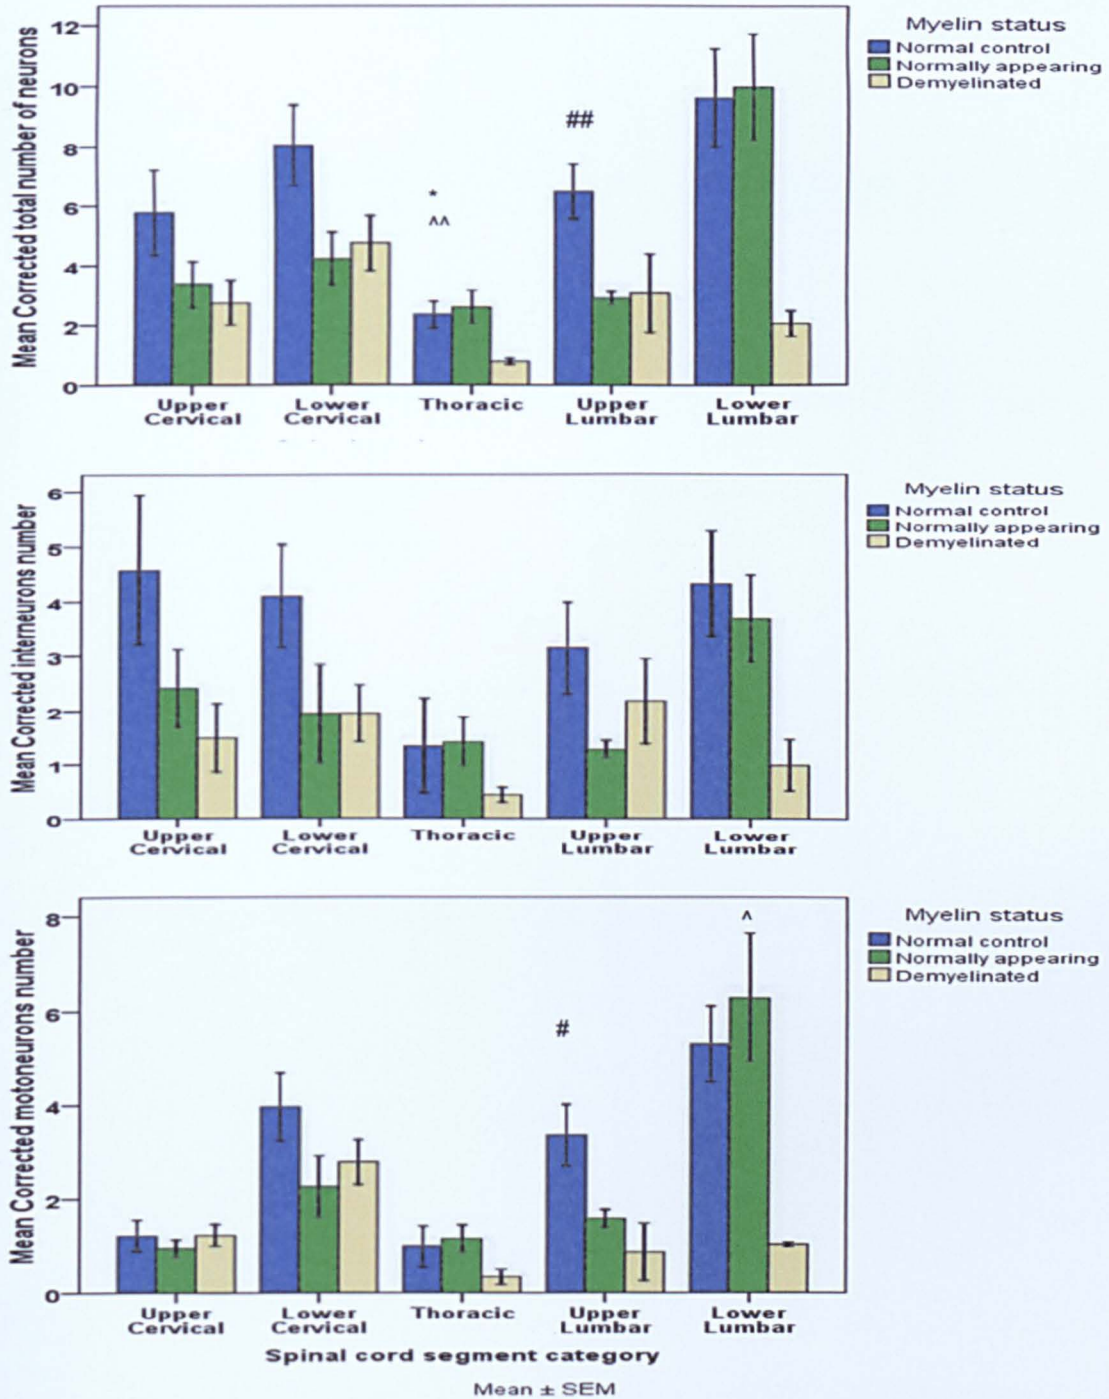 Mean Corrected total number of neurons
12
10
8
6
4
2
0
*
^^
##
Upper Cervical
Lower Cervical
Thoracic
Upper Lumbar
Lower Lumbar
Myelin status
Normal control
Normally appearing
Demyelinated
Mean Corrected interneurons number
6
5
4
3
2
1
0
Upper Cervical
Lower Cervical
Thoracic
Upper Lumbar
Lower Lumbar
Myelin status
Normal control
Normally appearing
Demyelinated
Mean Corrected motoneurons number
8
6
4
2
0
#
^
Upper Cervical
Lower Cervical
Thoracic
Upper Lumbar
Lower Lumbar
Myelin status
Normal control
Normally appearing
Demyelinated
Spinal cord segment category
Mean ± SEM